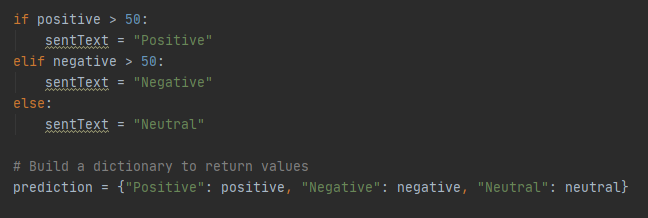 if positive > 50:
    sentText = "Positive"
elif negative > 50:
    sentText = "Negative"
else:
    sentText = "Neutral"

# Build a dictionary to return values
prediction = {"Positive": positive, "Negative": negative, "Neutral": neutral}